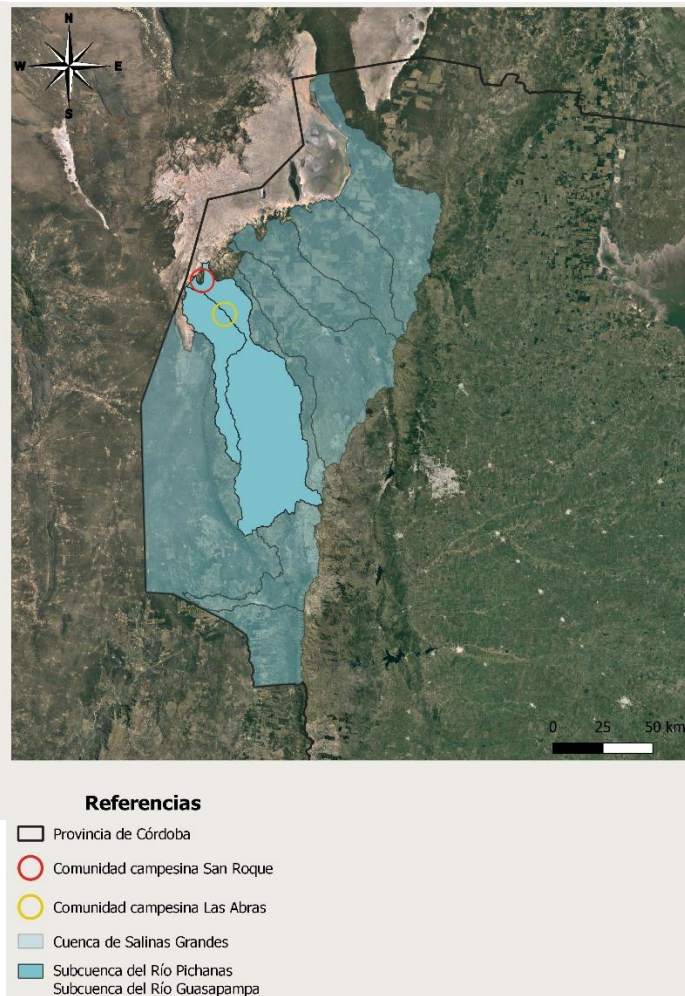 N
W E
S
0 25 50 km
Referencias
Provincia de Córdoba
Comunidad campesina San Roque
Comunidad campesina Las Abras
Cuenca de Salinas Grandes
Subcuenca del Río Pichanas
Subcuenca del Río Guasapampa